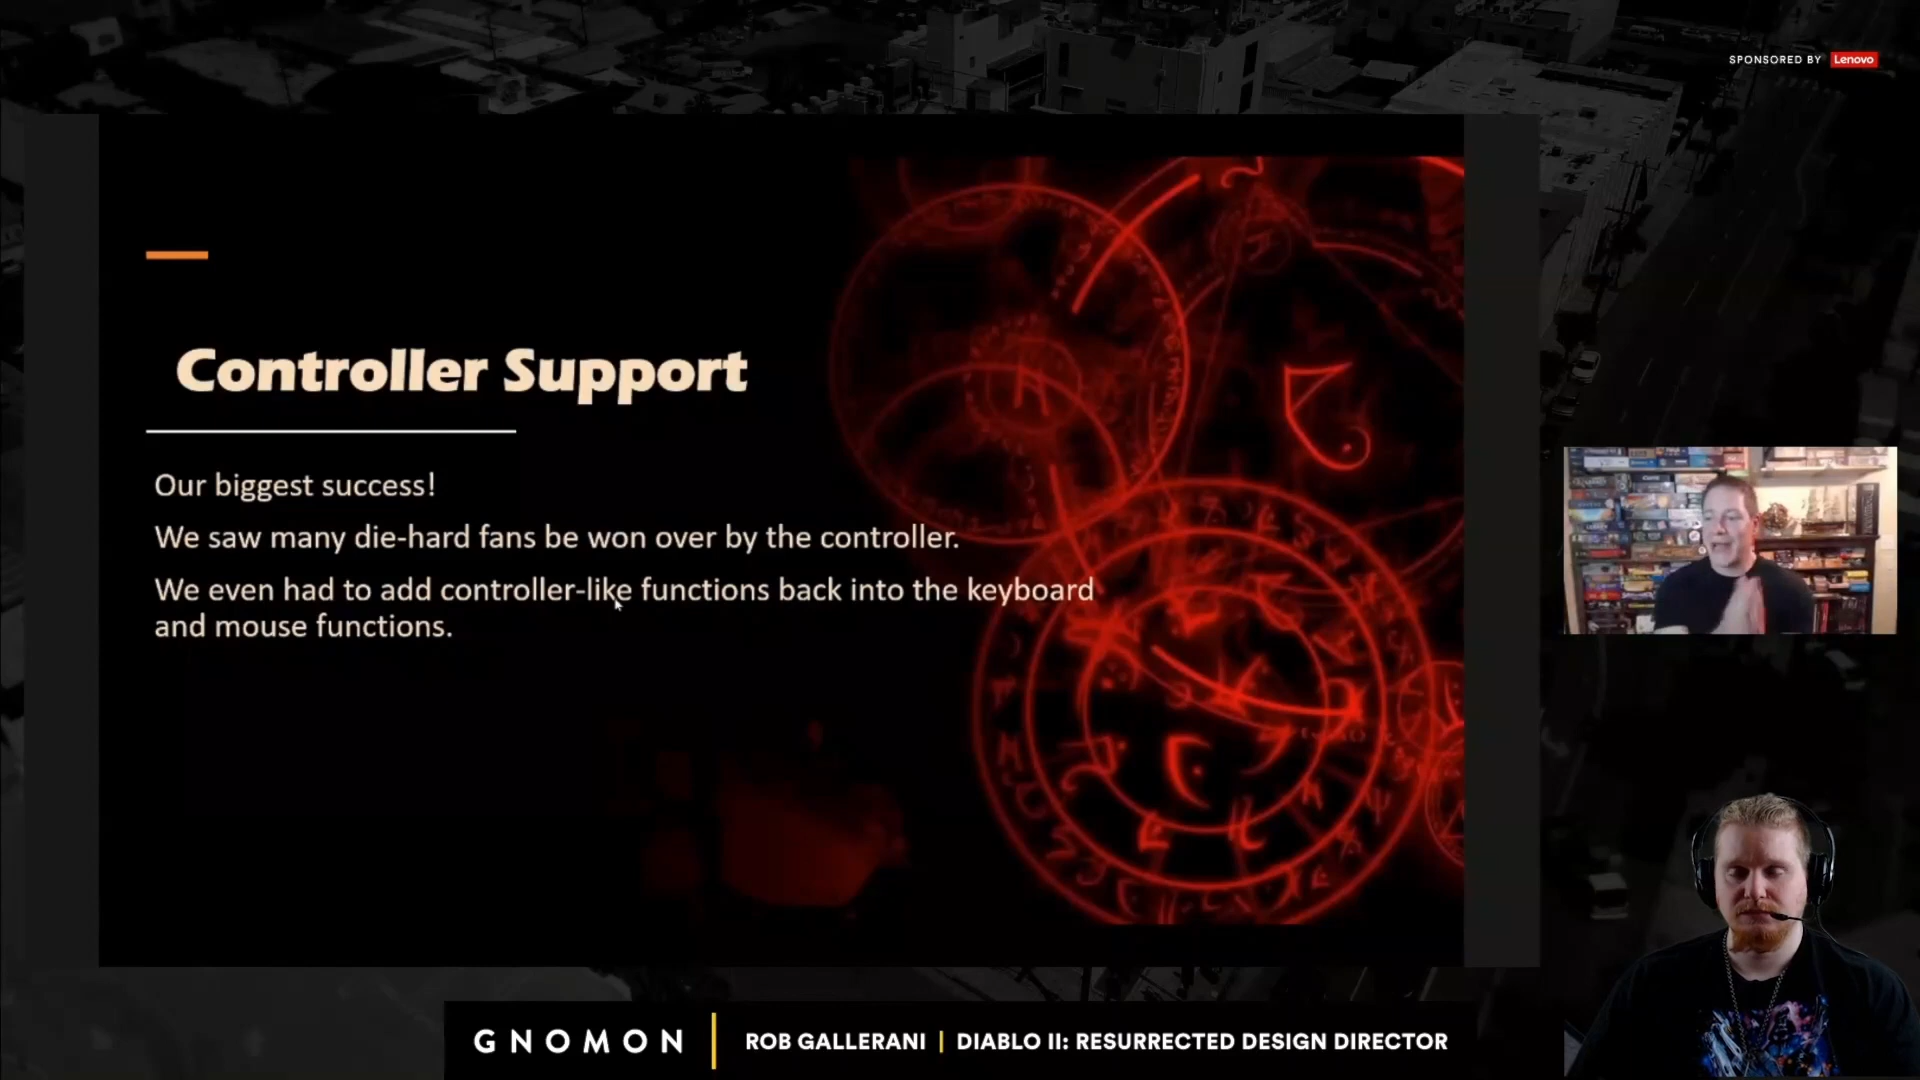 SPONSORED BY Lenovo
Controller Support
Our biggest success!
We saw many die-hard fans be won over by the controller.
We even had to add controller-like functions back into the keyboard
and mouse functions.
GNOMON
ROB GALLERANI | DIABLO II: RESURRECTED DESIGN DIRECTOR